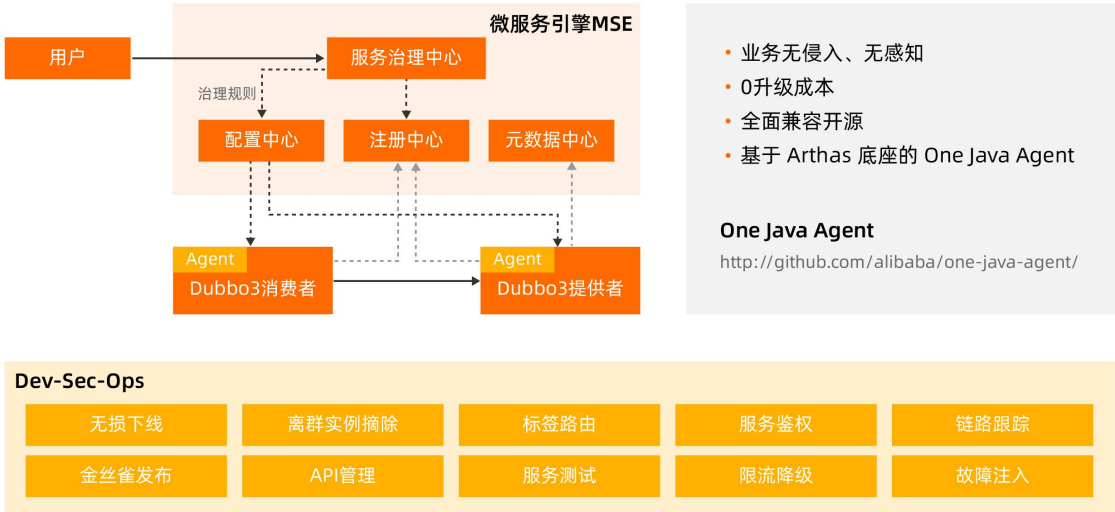 微服务引擎MSE
用户
服务治理中心
治理规则
配置中心
注册中心
元数据中心
Agent
Dubbo3消费者
Agent
Dubbo3提供者
• 业务无侵入、无感知
• 0升级成本
• 全面兼容开源
• 基于 Arthas 底座的 One Java Agent
One Java Agent
http://github.com/alibaba/one-java-agent/
Dev-Sec-Ops
无损下线
离群实例摘除
标签路由
服务鉴权
链路跟踪
金丝雀发布
API管理
服务测试
限流降级
故障注入